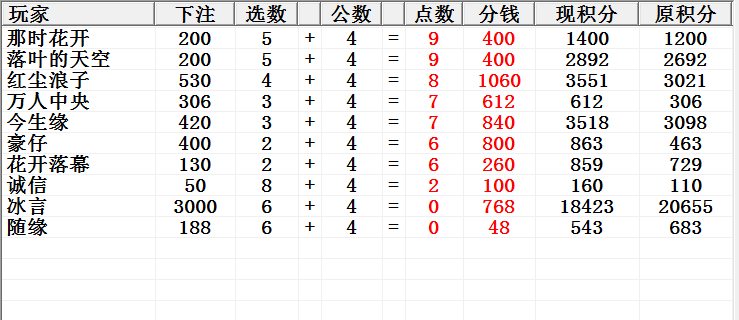 玩家 下注 选数 公数 点数 分钱 现积分 原积分
那时花开 200 5 + 4 = 9 400 1400 1200
落叶的天空 200 5 + 4 = 9 400 2892 2692
红尘浪子 530 4 + 4 = 8 1060 3551 3021
万人中央 306 3 + 4 = 7 612 612 306
今生缘 420 3 + 4 = 7 840 3518 3098
豪仔 400 2 + 4 = 6 800 863 463
花开落幕 130 2 + 4 = 6 260 859 729
诚信 50 8 + 4 = 2 100 160 110
冰言 3000 6 + 4 = 0 768 18423 20655
随缘 188 6 + 4 = 0 48 543 683